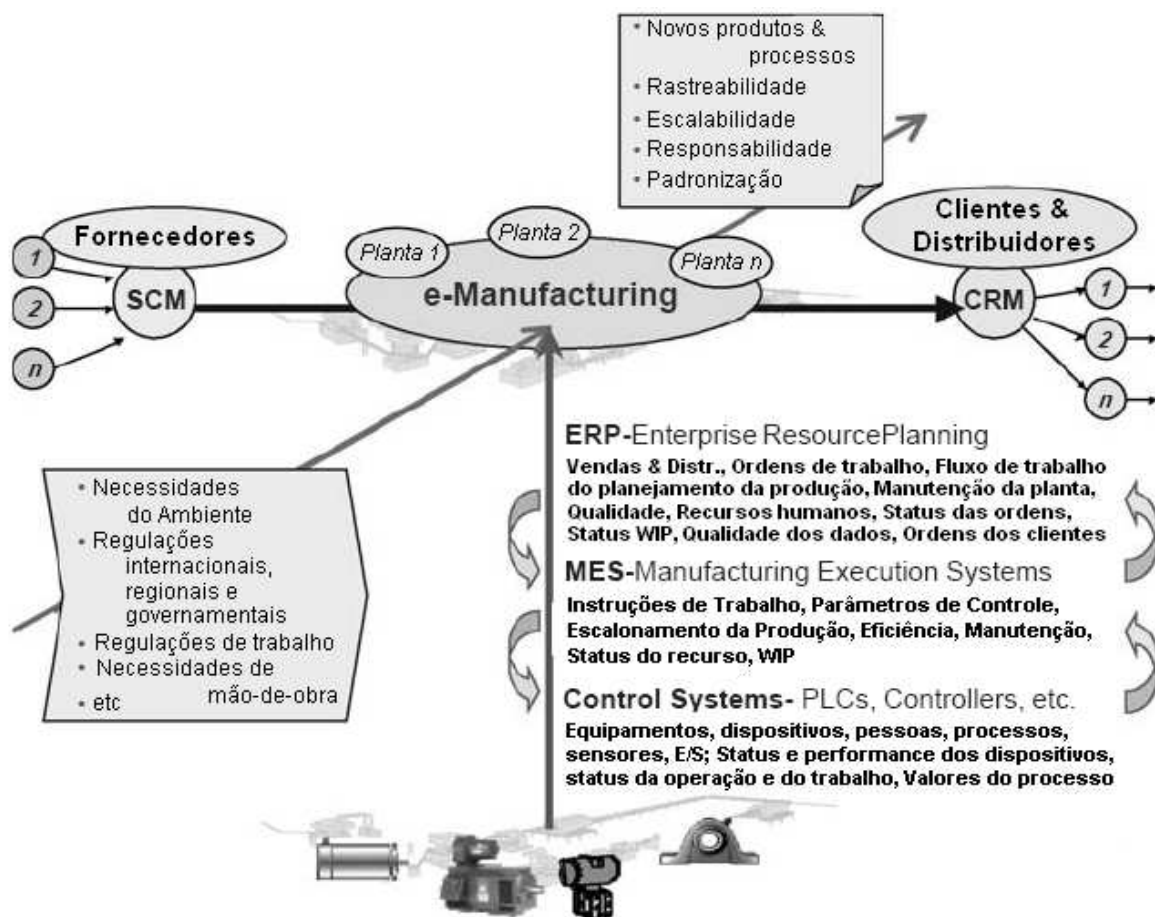 • Novos produtos &
processos
• Rastreabilidade
• Escalabilidade
• Responsabilidade
• Padronização
Fornecedores
1
2
n
SCM
Planta 1
Planta 2
Planta n
e-Manufacturing
Clientes &
Distribuidores
CRM
1
2
n
• Necessidades
do Ambiente
• Regulações
internacionais,
regionais e
governamentais
• Regulações de trabalho
• Necessidades de
mão-de-obra
• etc
ERP-Enterprise ResourcePlanning
Vendas & Distr., Ordens de trabalho, Fluxo de trabalho
do planejamento da produção, Manutenção da planta,
Qualidade, Recursos humanos, Status das ordens,
Status WIP, Qualidade dos dados, Ordens dos clientes
MES-Manufacturing Execution Systems
Instruções de Trabalho, Parâmetros de Controle,
Escalonamento da Produção, Eficiência, Manutenção,
Status do recurso, WIP
Control Systems- PLCs, Controllers, etc.
Equipamentos, dispositivos, pessoas, processos,
sensores, E/S; Status e performance dos dispositivos,
status da operação e do trabalho, Valores do processo